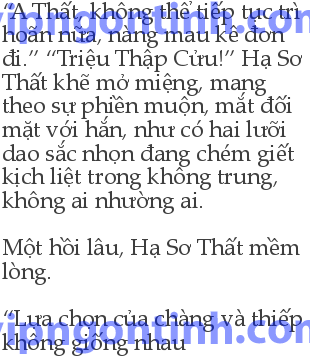 “A Thất, không thể tiếp tục trì
hoãn nữa, nàng mau kê đơn
đi.” “Triệu Thập Cửu!” Hạ Sơ
Thất khẽ mở miệng, mang
theo sự phiền muộn, mắt đối
mặt với hắn, như có hai lưỡi
dao sắc nhọn đang chém giết
kịch liệt trong không trung,
không ai nhường ai.
Một hồi lâu, Hạ Sơ Thất mềm
lòng.
“Lựa chọn của chàng và thiếp
không giống nhau
vipngontinh.com